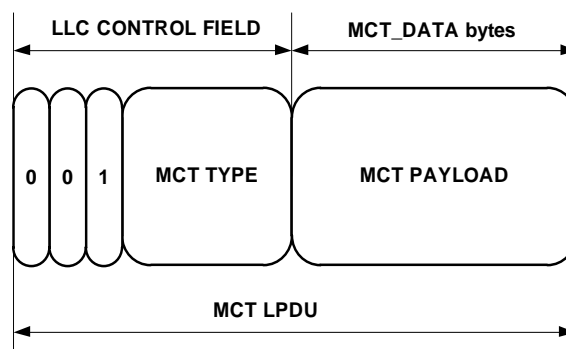 LLC CONTROL FIELD MCT_DATA bytes
0 0 1 MCT TYPE MCT PAYLOAD
MCT LPDU